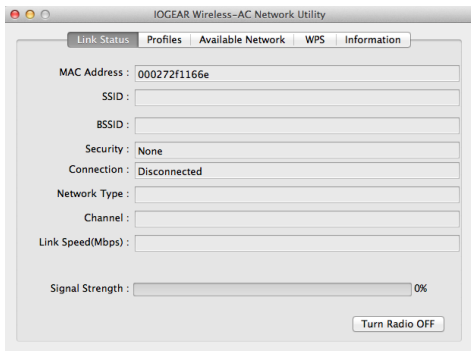 IOGEAR Wireless-AC Network Utility
Link Status Profiles Available Network WPS Information
MAC Address : 000272f1166e
SSID :
BSSID :
Security : None
Connection : Disconnected
Network Type :
Channel :
Link Speed(Mbps) :
Signal Strength : 0%
Turn Radio OFF